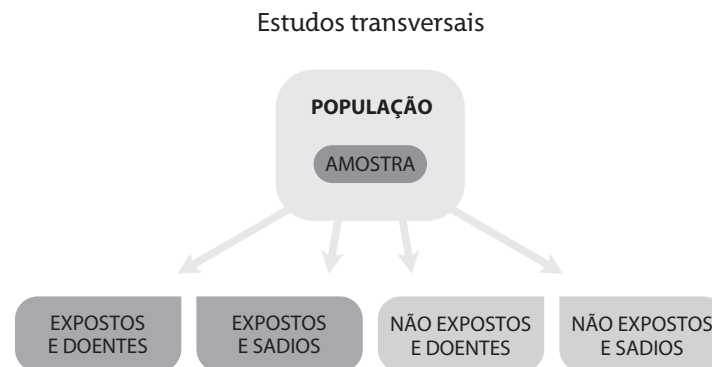 Estudos transversais
POPULAÇÃO
AMOSTRA
EXPOSTOS
E DOENTES
EXPOSTOS
E SADIOS
NÃO EXPOSTOS
E DOENTES
NÃO EXPOSTOS
E SADIOS